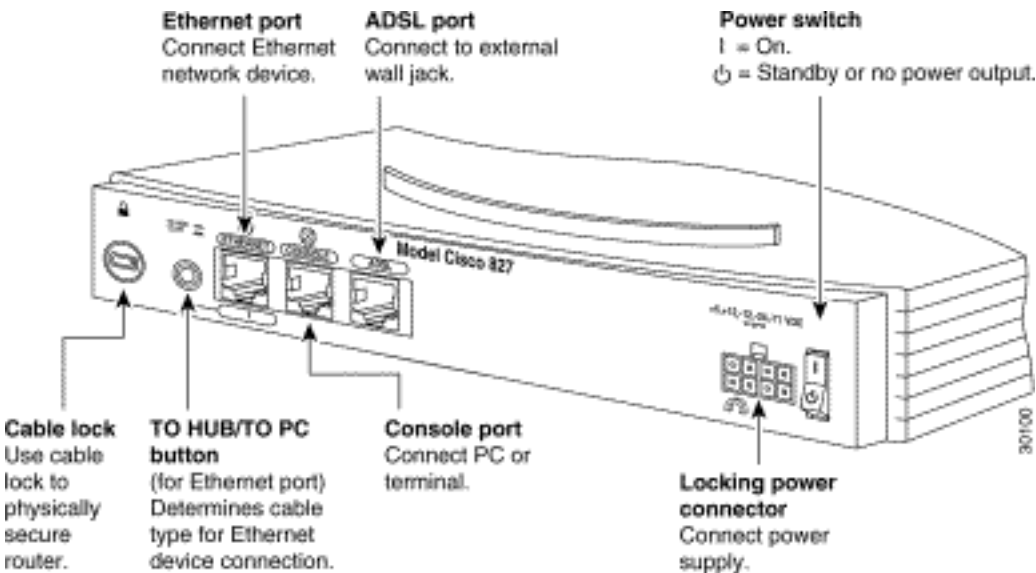 Ethernet port
Connect Ethernet
network device.
ADSL port
Connect to external
wall jack.
Power switch
I = On.
⏻ = Standby or no power output.
Model Cisco 827
Cable lock
Use cable
lock to
physically
secure
router.
TO HUB/TO PC
button
(for Ethernet port)
Determines cable
type for Ethernet
device connection.
Console port
Connect PC or
terminal.
Locking power
connector
Connect power
supply.
30100